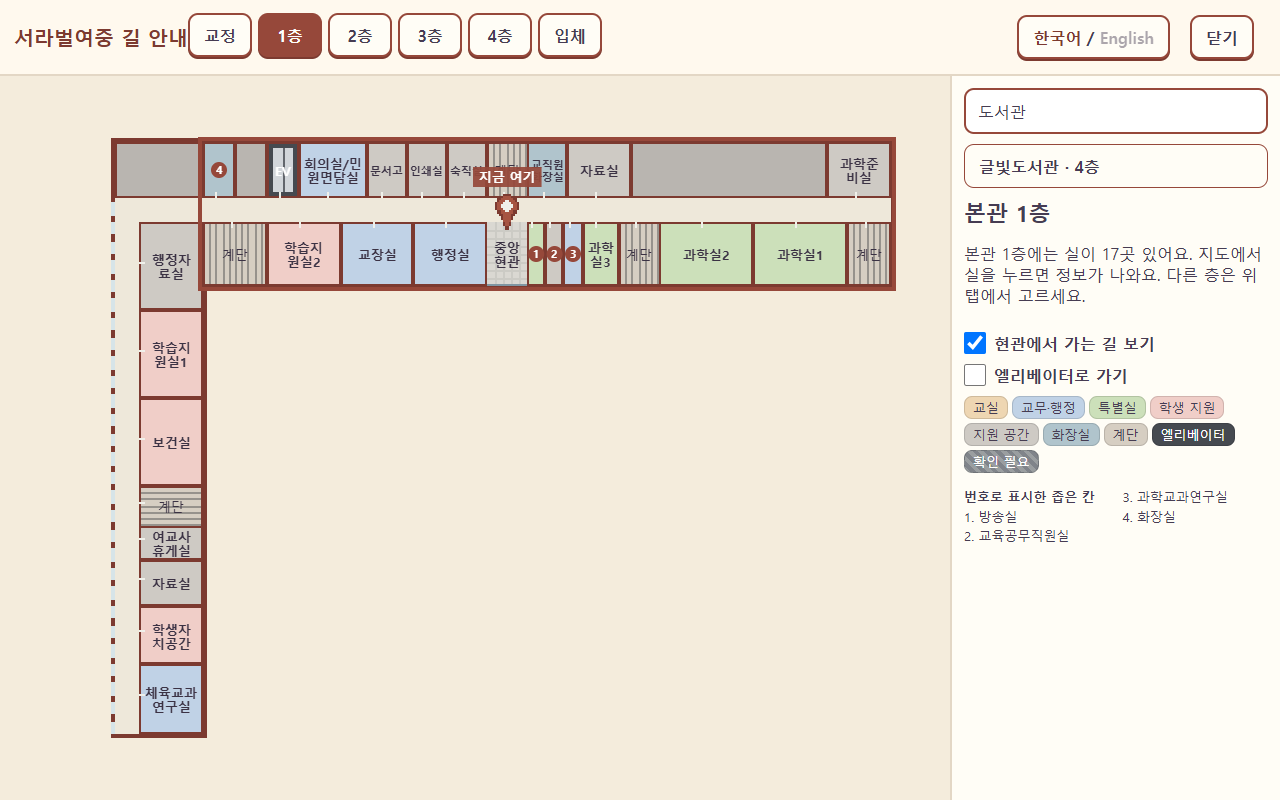 서라벌여중 길 안내
교정
1층
2층
3층
4층
입체
한국어 / English
닫기
도서관
글빛도서관 · 4층
본관 1층
본관 1층에는 실이 17곳 있어요. 지도에서
실을 누르면 정보가 나와요. 다른 층은 위
탭에서 고르세요.
현관에서 가는 길 보기
엘리베이터로 가기
교실
교무·행정
특별실
학생 지원
지원 공간
화장실
계단
엘리베이터
확인 필요
번호로 표시한 좁은 칸
1. 방송실
2. 교육공무직원실
3. 과학교과연구실
4. 화장실
4
EV
회의실/민
원면담실
문서고
인쇄실
자료실
과학준
비실
지금 여기
행정자
료실
계단
학습지
원실2
교장실
행정실
중앙
현관
1
2
3
과학
실3
계단
과학실2
과학실1
계단
학습지
원실1
보건실
계단
여교사
휴게실
자료실
학생자
치공간
체육교과
연구실